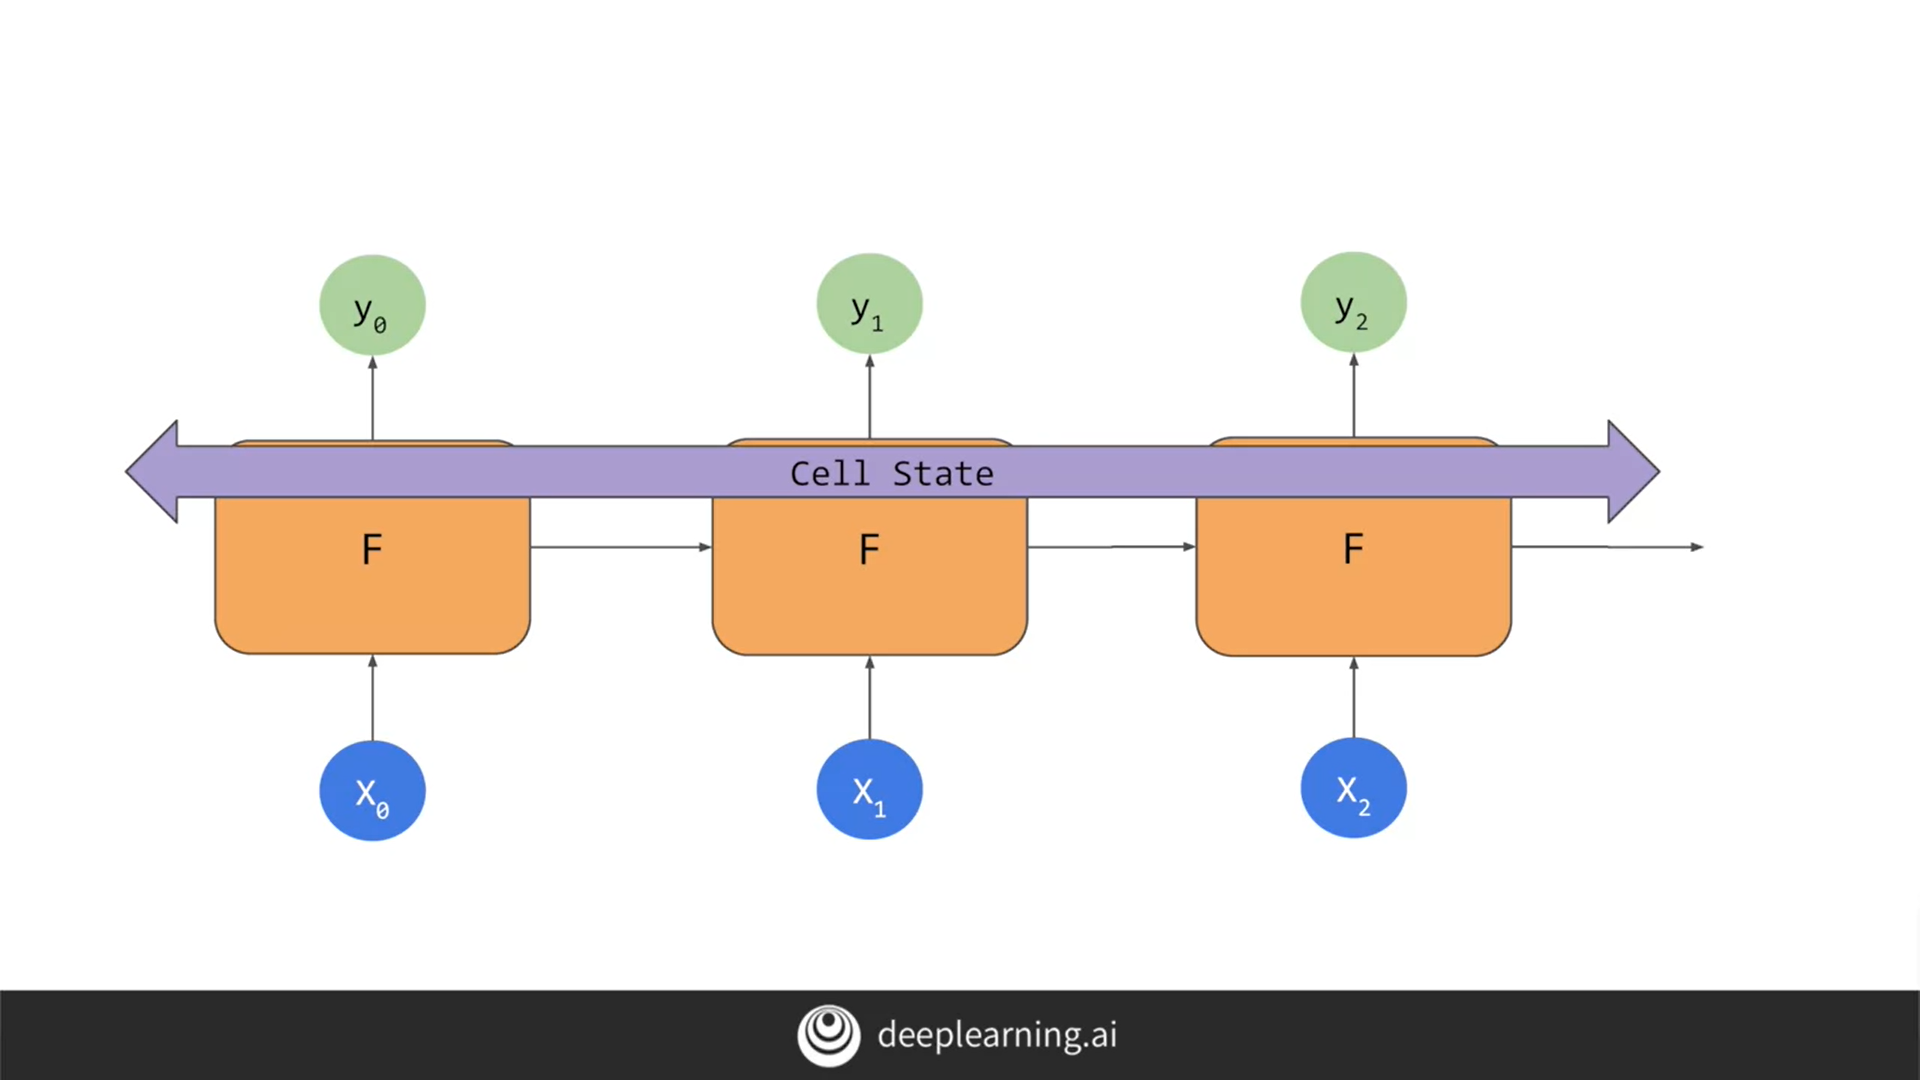 y0 y1 y2
Cell State
F F F
X0 X1 X2
deeplearning.ai